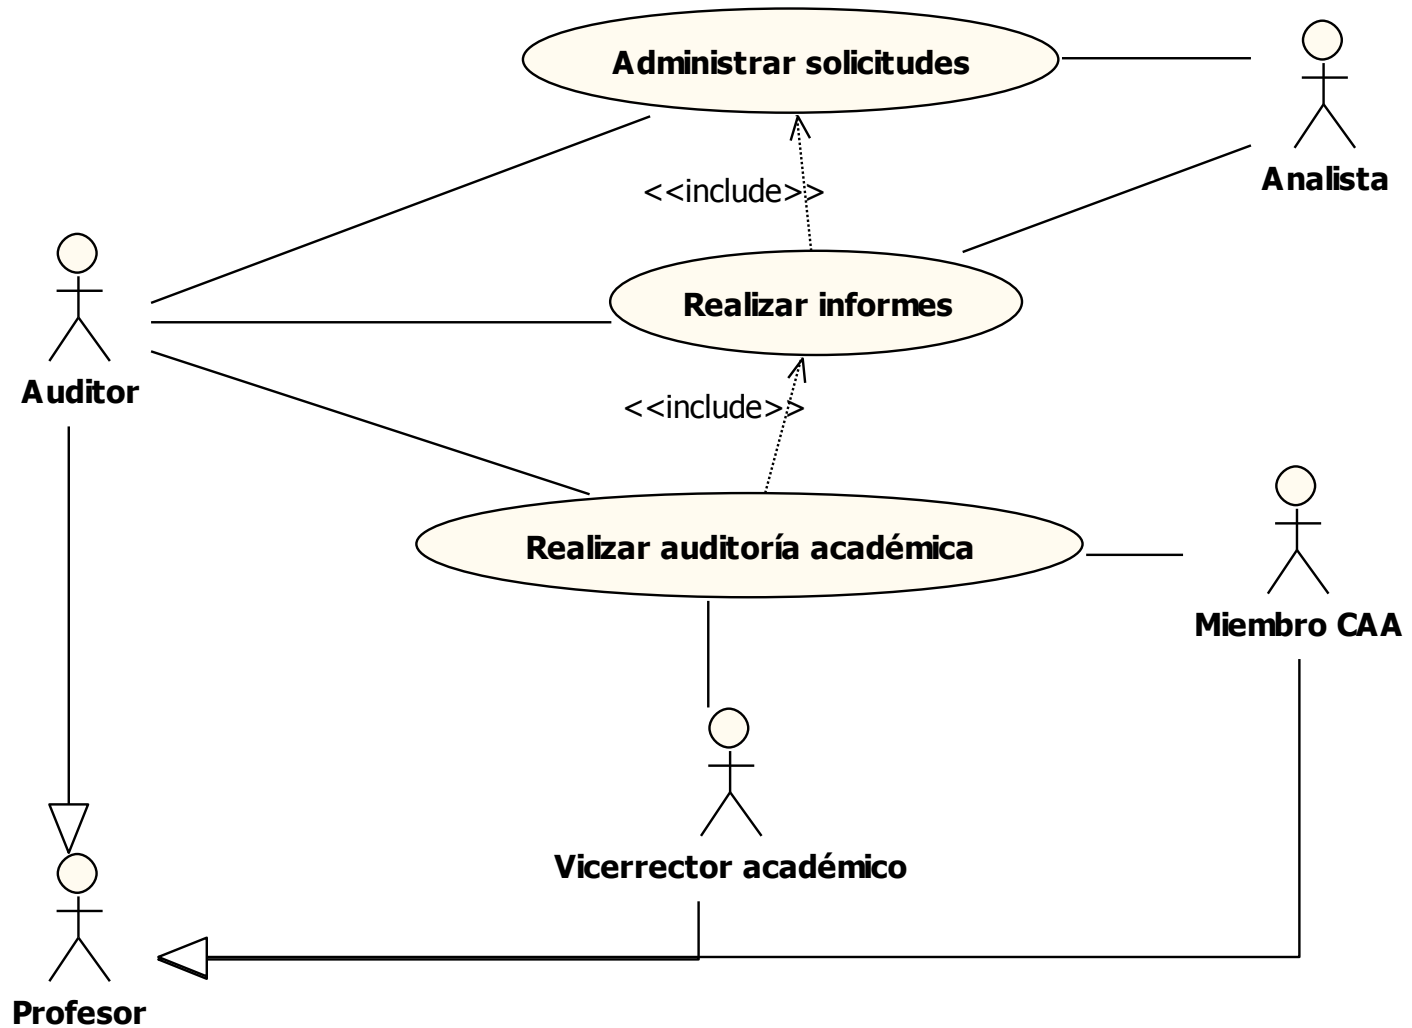 Administrar solicitudes
Analista
<<include>>
Realizar informes
Auditor
<<include>>
Realizar auditoría académica
Miembro CAA
Vicerrector académico
Profesor